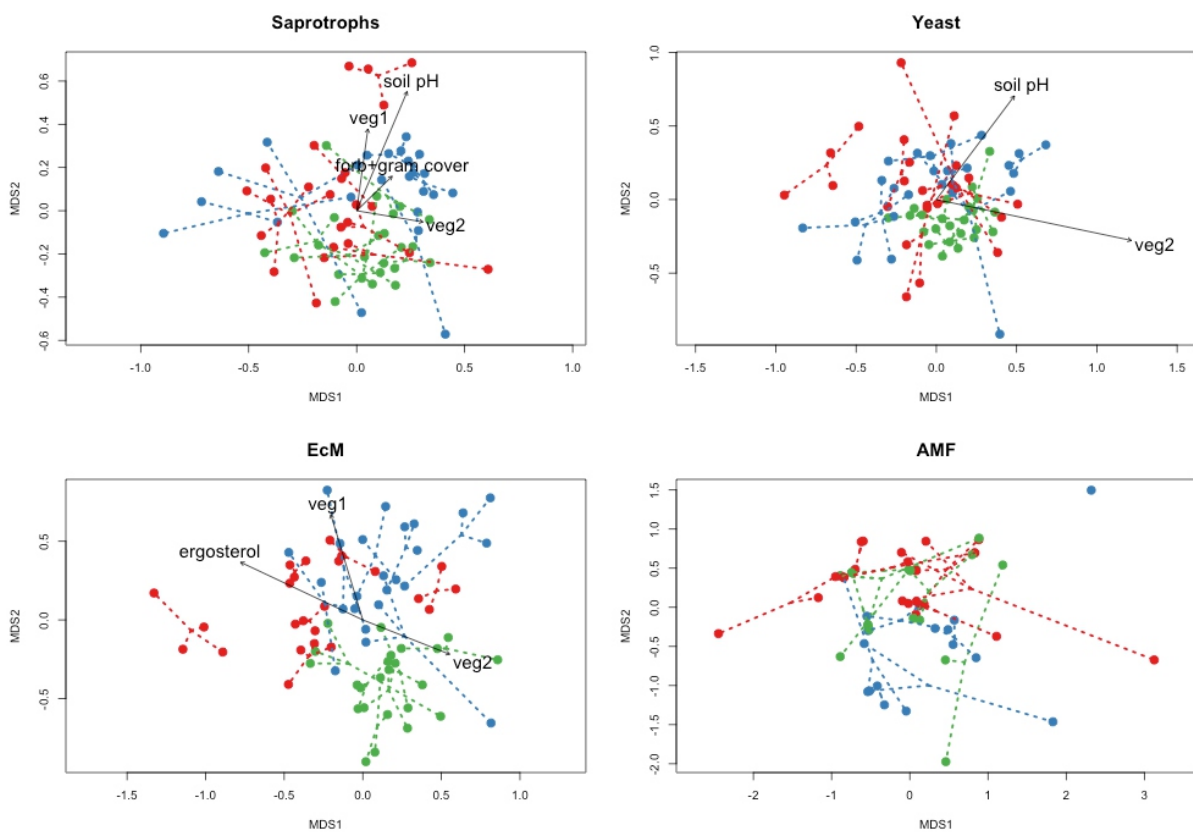 Saprotrophs
0.6
0.4
0.2
0.0
-0.2
-0.4
-0.6
MDS2
soil pH
veg1
forb+gram cover
veg2
-1.0 -0.5 0.0 0.5 1.0
MDS1
Yeast
1.0
0.5
0.0
-0.5
MDS2
soil pH
veg2
-1.5 -1.0 -0.5 0.0 0.5 1.0 1.5
MDS1
EcM
0.5
0.0
-0.5
MDS2
veg1
ergosterol
veg2
-1.5 -1.0 -0.5 0.0 0.5 1.0
MDS1
AMF
1.5
1.0
0.5
0.0
-0.5
-1.0
-1.5
-2.0
MDS2
-2 -1 0 1 2 3
MDS1